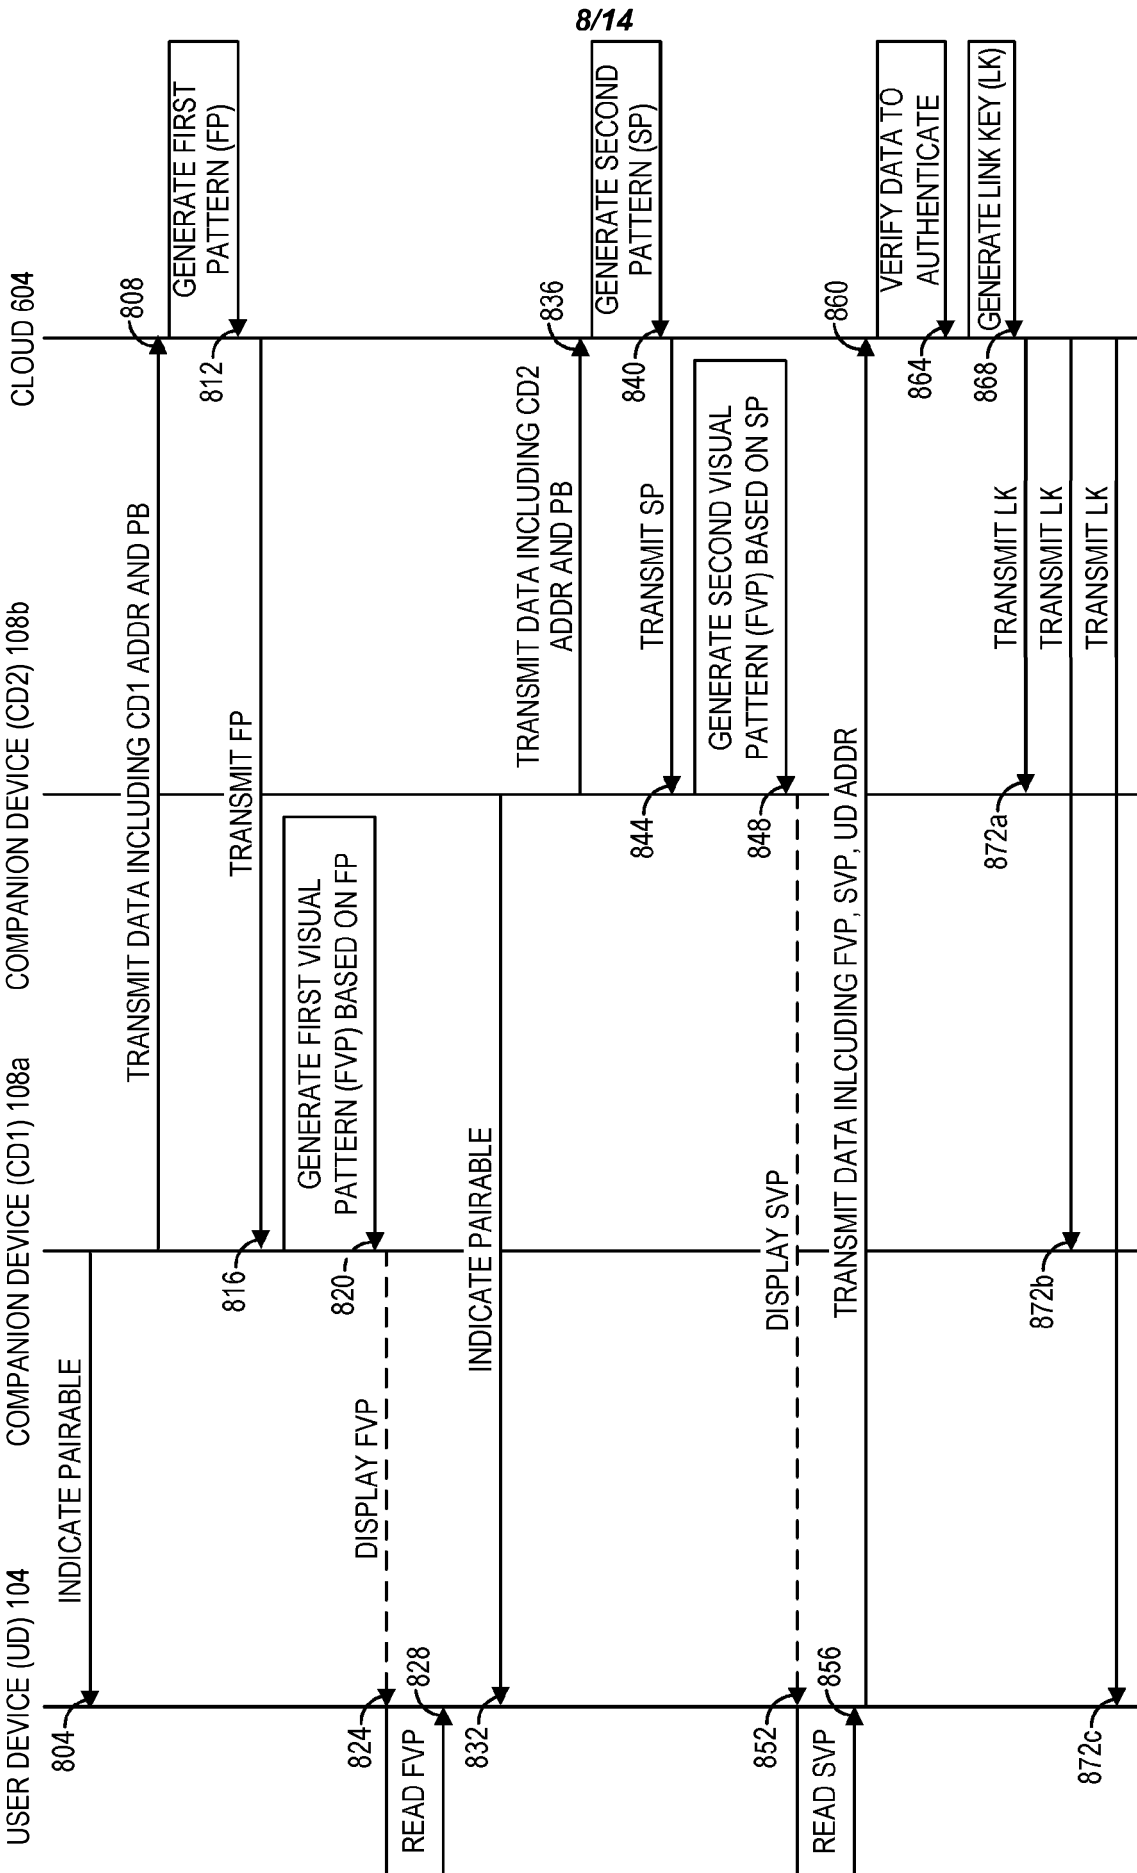 8/14
USER DEVICE (UD) 104
COMPANION DEVICE (CD1) 108a
COMPANION DEVICE (CD2) 108b
CLOUD 604
INDICATE PAIRABLE
804
TRANSMIT DATA INCLUDING CD1 ADDR AND PB
808
GENERATE FIRST
PATTERN (FP)
812
TRANSMIT FP
816
GENERATE FIRST VISUAL
PATTERN (FVP) BASED ON FP
820
DISPLAY FVP
824
READ FVP
828
INDICATE PAIRABLE
832
TRANSMIT DATA INCLUDING CD2
ADDR AND PB
836
GENERATE SECOND
PATTERN (SP)
840
TRANSMIT SP
844
GENERATE SECOND VISUAL
PATTERN (FVP) BASED ON SP
848
DISPLAY SVP
852
READ SVP
856
TRANSMIT DATA INLCUDING FVP, SVP, UD ADDR
860
VERIFY DATA TO
AUTHENTICATE
864
GENERATE LINK KEY (LK)
868
TRANSMIT LK
872a
TRANSMIT LK
872b
TRANSMIT LK
872c